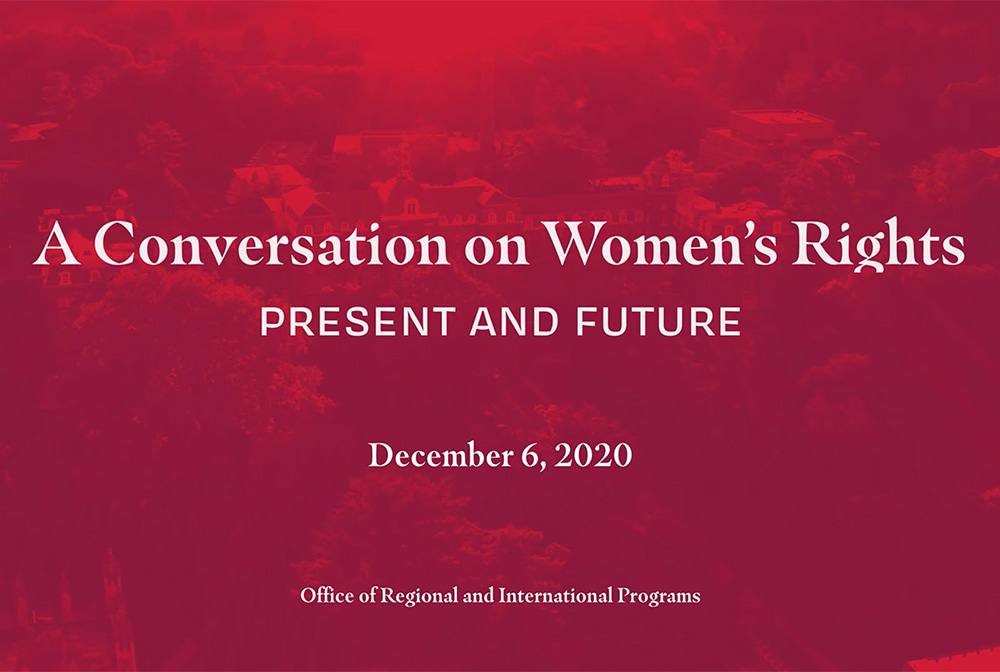 A Conversation on Women’s Rights
PRESENT AND FUTURE
December 6, 2020
Office of Regional and International Programs